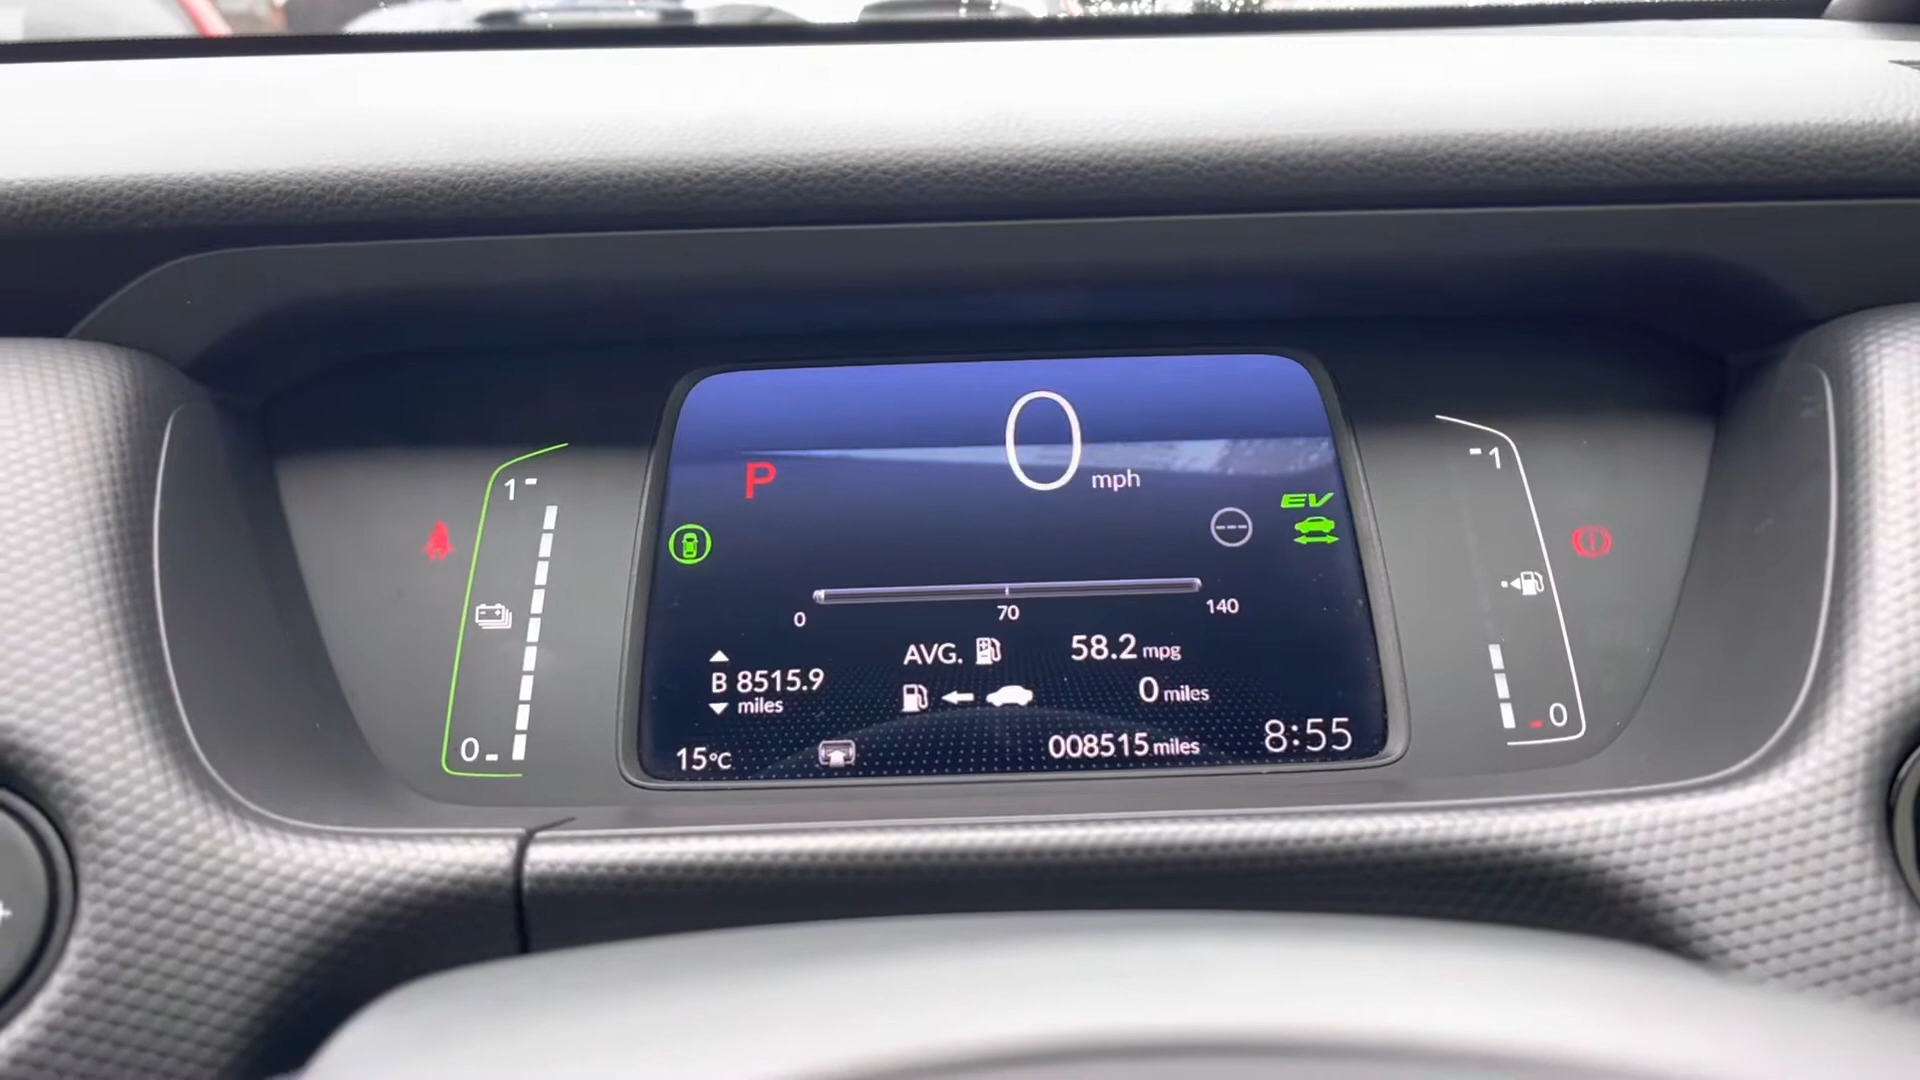 0 mph
P
EV
1
0
1
0
0 70 140
AVG. 58.2 mpg
B 8515.9
miles
0 miles
15°C
008515 miles
8:55